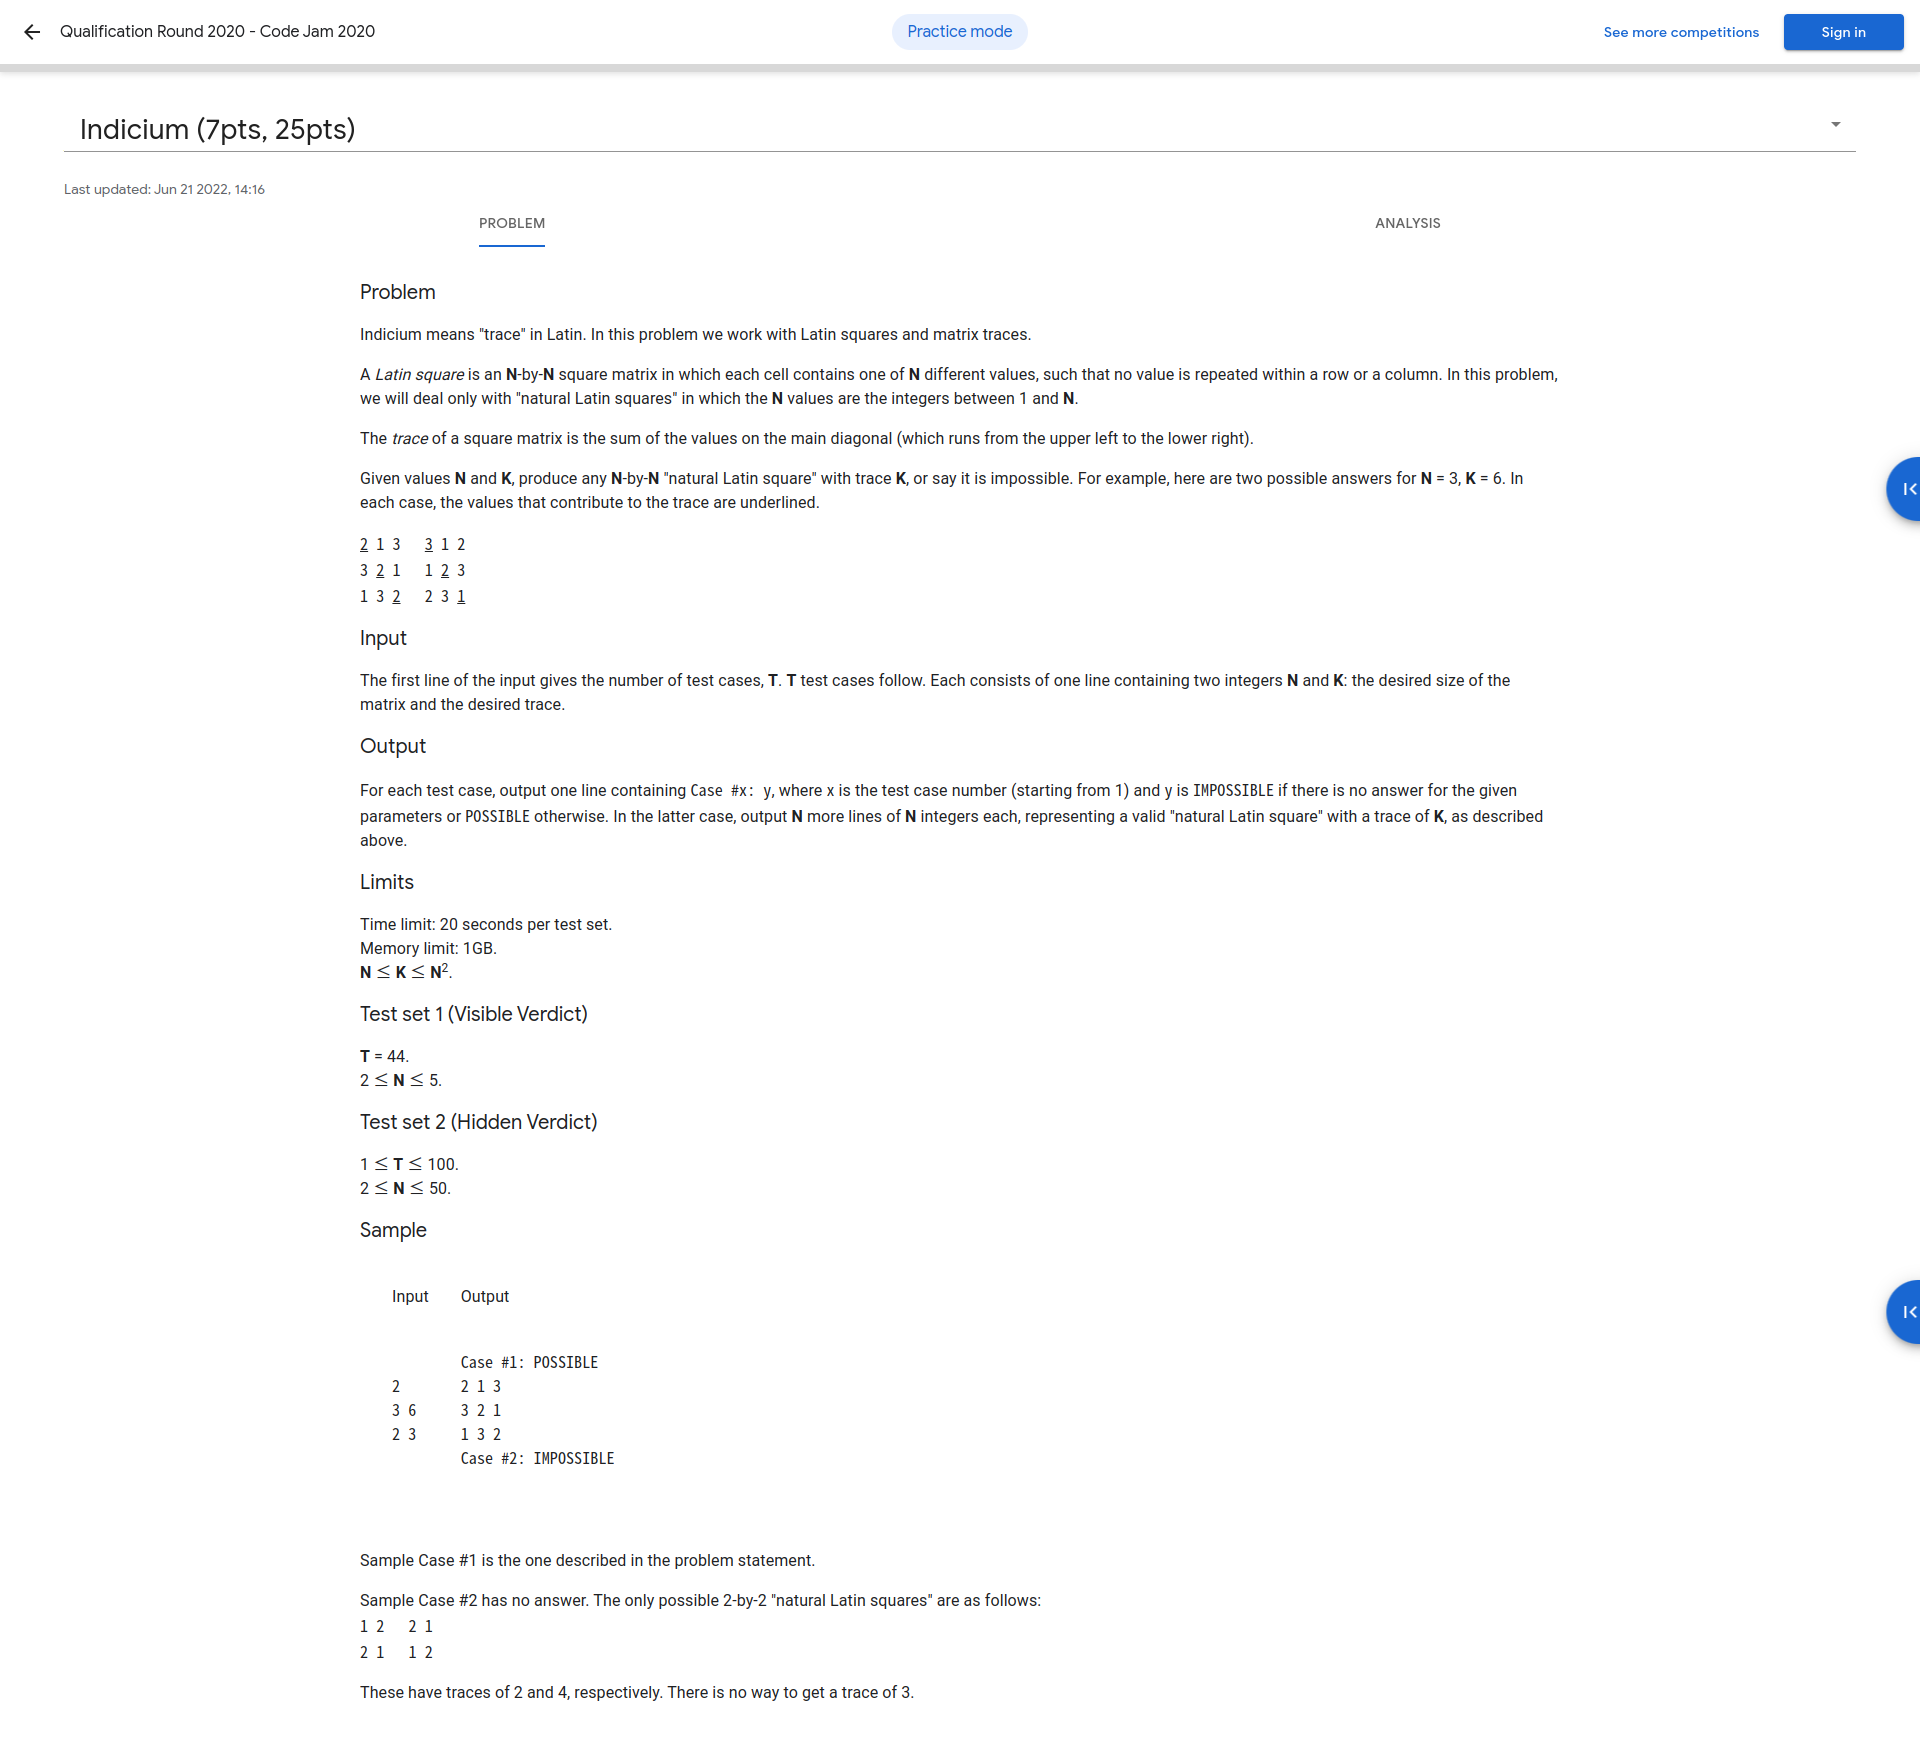 Qualification Round 2020 - Code Jam 2020
Practice mode
See more competitions
Sign in
Indicium (7pts, 25pts)
Last updated: Jun 21 2022, 14:16
PROBLEM
ANALYSIS
Problem
Indicium means "trace" in Latin. In this problem we work with Latin squares and matrix traces.
A Latin square is an N-by-N square matrix in which each cell contains one of N different values, such that no value is repeated within a row or a column. In this problem,
we will deal only with "natural Latin squares" in which the N values are the integers between 1 and N.
The trace of a square matrix is the sum of the values on the main diagonal (which runs from the upper left to the lower right).
Given values N and K, produce any N-by-N "natural Latin square" with trace K, or say it is impossible. For example, here are two possible answers for N = 3, K = 6. In
each case, the values that contribute to the trace are underlined.
2 1 3   3 1 2
3 2 1   1 2 3
1 3 2   2 3 1
Input
The first line of the input gives the number of test cases, T. T test cases follow. Each consists of one line containing two integers N and K: the desired size of the
matrix and the desired trace.
Output
For each test case, output one line containing Case #x: y, where x is the test case number (starting from 1) and y is IMPOSSIBLE if there is no answer for the given
parameters or POSSIBLE otherwise. In the latter case, output N more lines of N integers each, representing a valid "natural Latin square" with a trace of K, as described
above.
Limits
Time limit: 20 seconds per test set.
Memory limit: 1GB.
N ≤ K ≤ N².
Test set 1 (Visible Verdict)
T = 44.
2 ≤ N ≤ 5.
Test set 2 (Hidden Verdict)
1 ≤ T ≤ 100.
2 ≤ N ≤ 50.
Sample
Input   Output
Case #1: POSSIBLE
2   2 1 3
3 6   3 2 1
2 3   1 3 2
Case #2: IMPOSSIBLE
Sample Case #1 is the one described in the problem statement.
Sample Case #2 has no answer. The only possible 2-by-2 "natural Latin squares" are as follows:
1 2   2 1
2 1   1 2
These have traces of 2 and 4, respectively. There is no way to get a trace of 3.